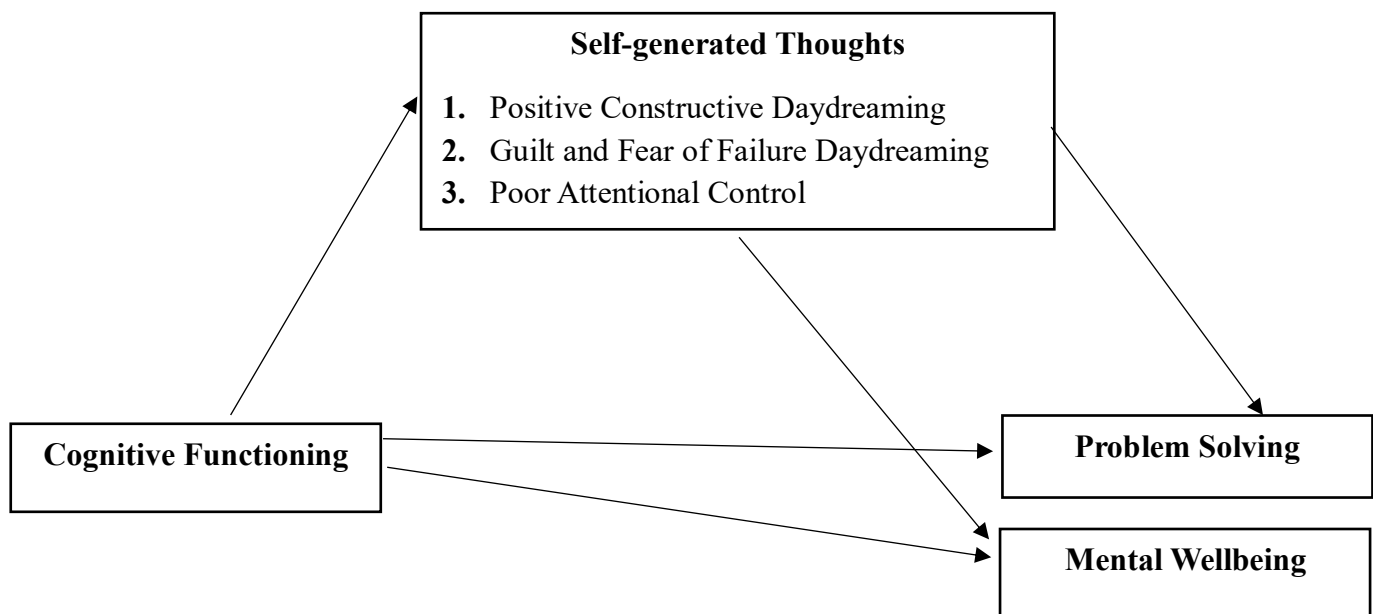 Self-generated Thoughts
1. Positive Constructive Daydreaming
2. Guilt and Fear of Failure Daydreaming
3. Poor Attentional Control
Cognitive Functioning
Problem Solving
Mental Wellbeing